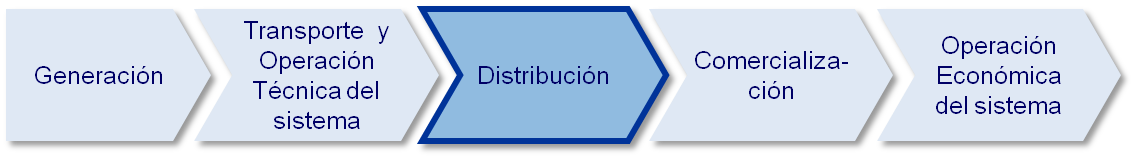 Generación
Transporte y
Operación
Técnica del
sistema
Distribución
Comercializa-
ción
Operación
Económica
del sistema